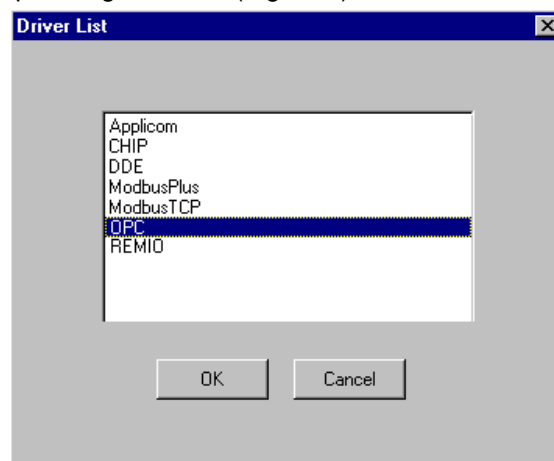 Driver List
Applicom
CHIP
DDE
ModbusPlus
ModbusTCP
OPC
REMIO
OK
Cancel